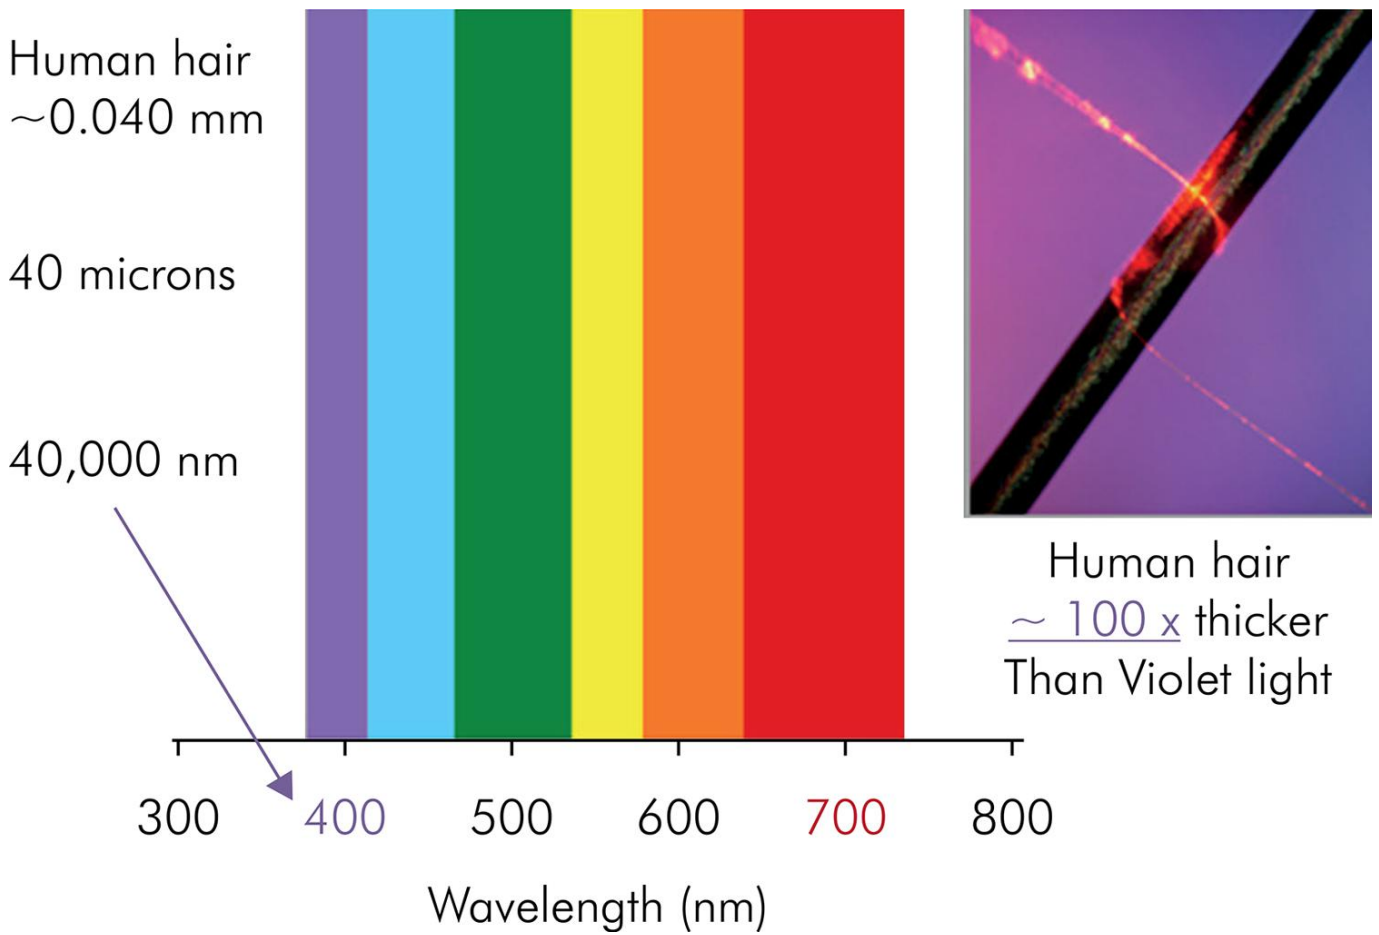 Human hair
~0.040 mm
40 microns
40,000 nm
300 400 500 600 700 800
Wavelength (nm)
Human hair
~ 100 x thicker
Than Violet light